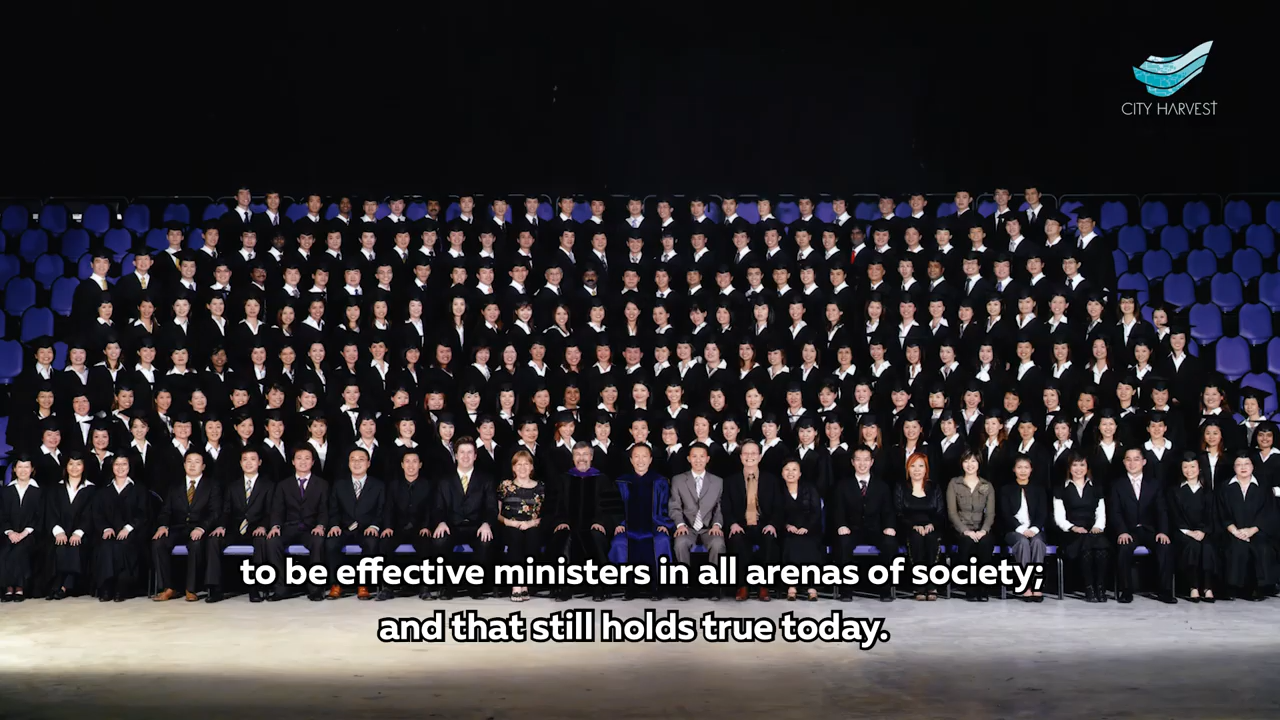 CITY HARVEST
to be effective ministers in all arenas of society;
and that still holds true today.